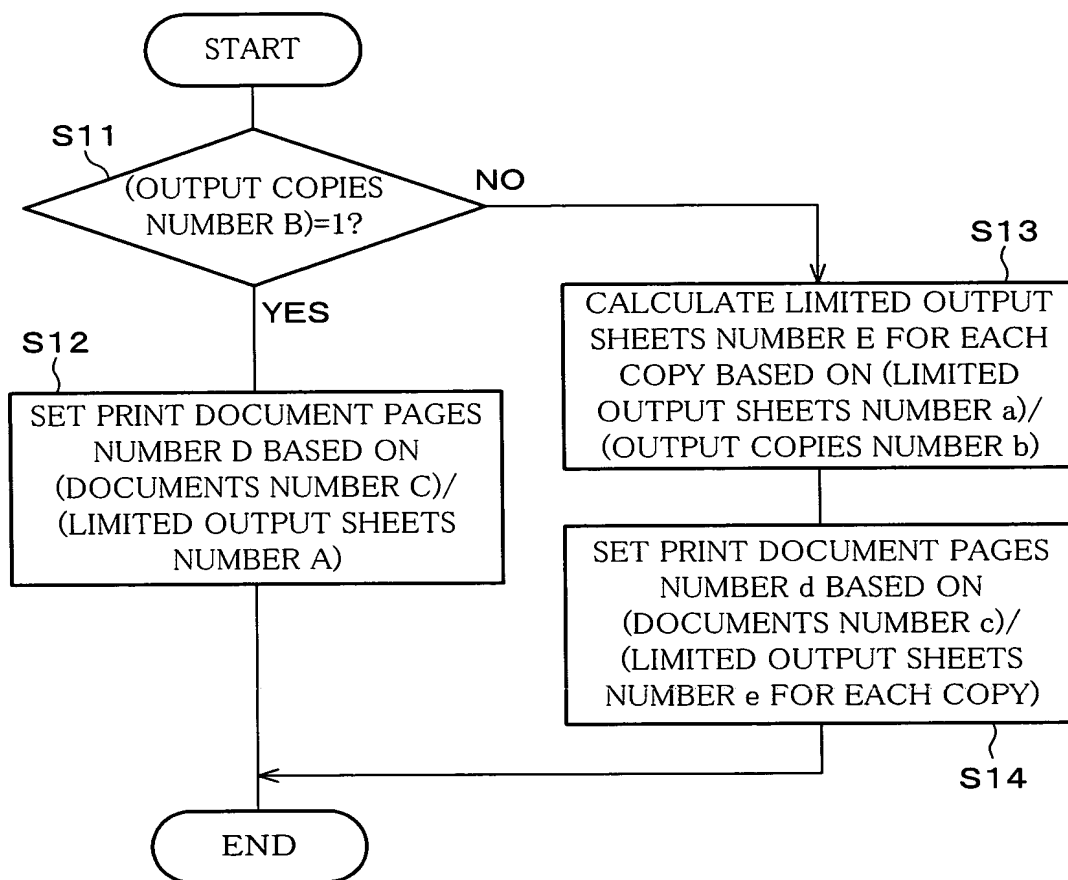 START
S11
(OUTPUT COPIES
NUMBER B)=1?
NO
YES
S12
SET PRINT DOCUMENT PAGES
NUMBER D BASED ON
(DOCUMENTS NUMBER C)/
(LIMITED OUTPUT SHEETS
NUMBER A)
S13
CALCULATE LIMITED OUTPUT
SHEETS NUMBER E FOR EACH
COPY BASED ON (LIMITED
OUTPUT SHEETS NUMBER a)/
(OUTPUT COPIES NUMBER b)
SET PRINT DOCUMENT PAGES
NUMBER d BASED ON
(DOCUMENTS NUMBER c)/
(LIMITED OUTPUT SHEETS
NUMBER e FOR EACH COPY)
S14
END